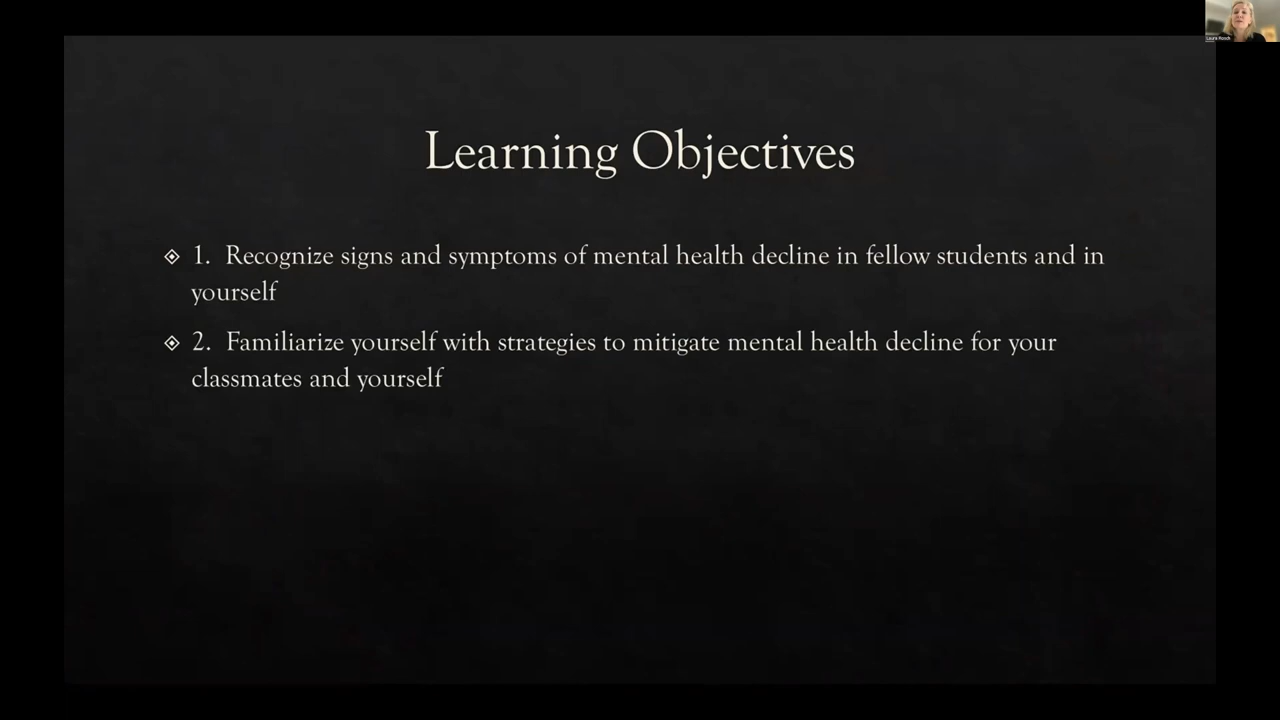 Learning Objectives
1. Recognize signs and symptoms of mental health decline in fellow students and in
yourself
2. Familiarize yourself with strategies to mitigate mental health decline for your
classmates and yourself